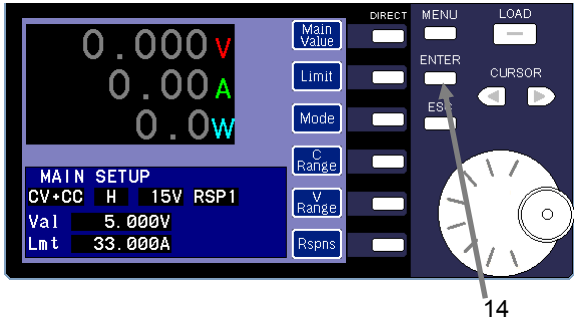 DIRECT
MENU
LOAD
0.000V
0.00A
0.0W
Main
Value
Limit
Mode
C
Range
V
Range
Rspns
ENTER
CURSOR
ESC
MAIN SETUP
CV+CC H 15V RSP1
Val 5.000V
Lmt 33.000A
14